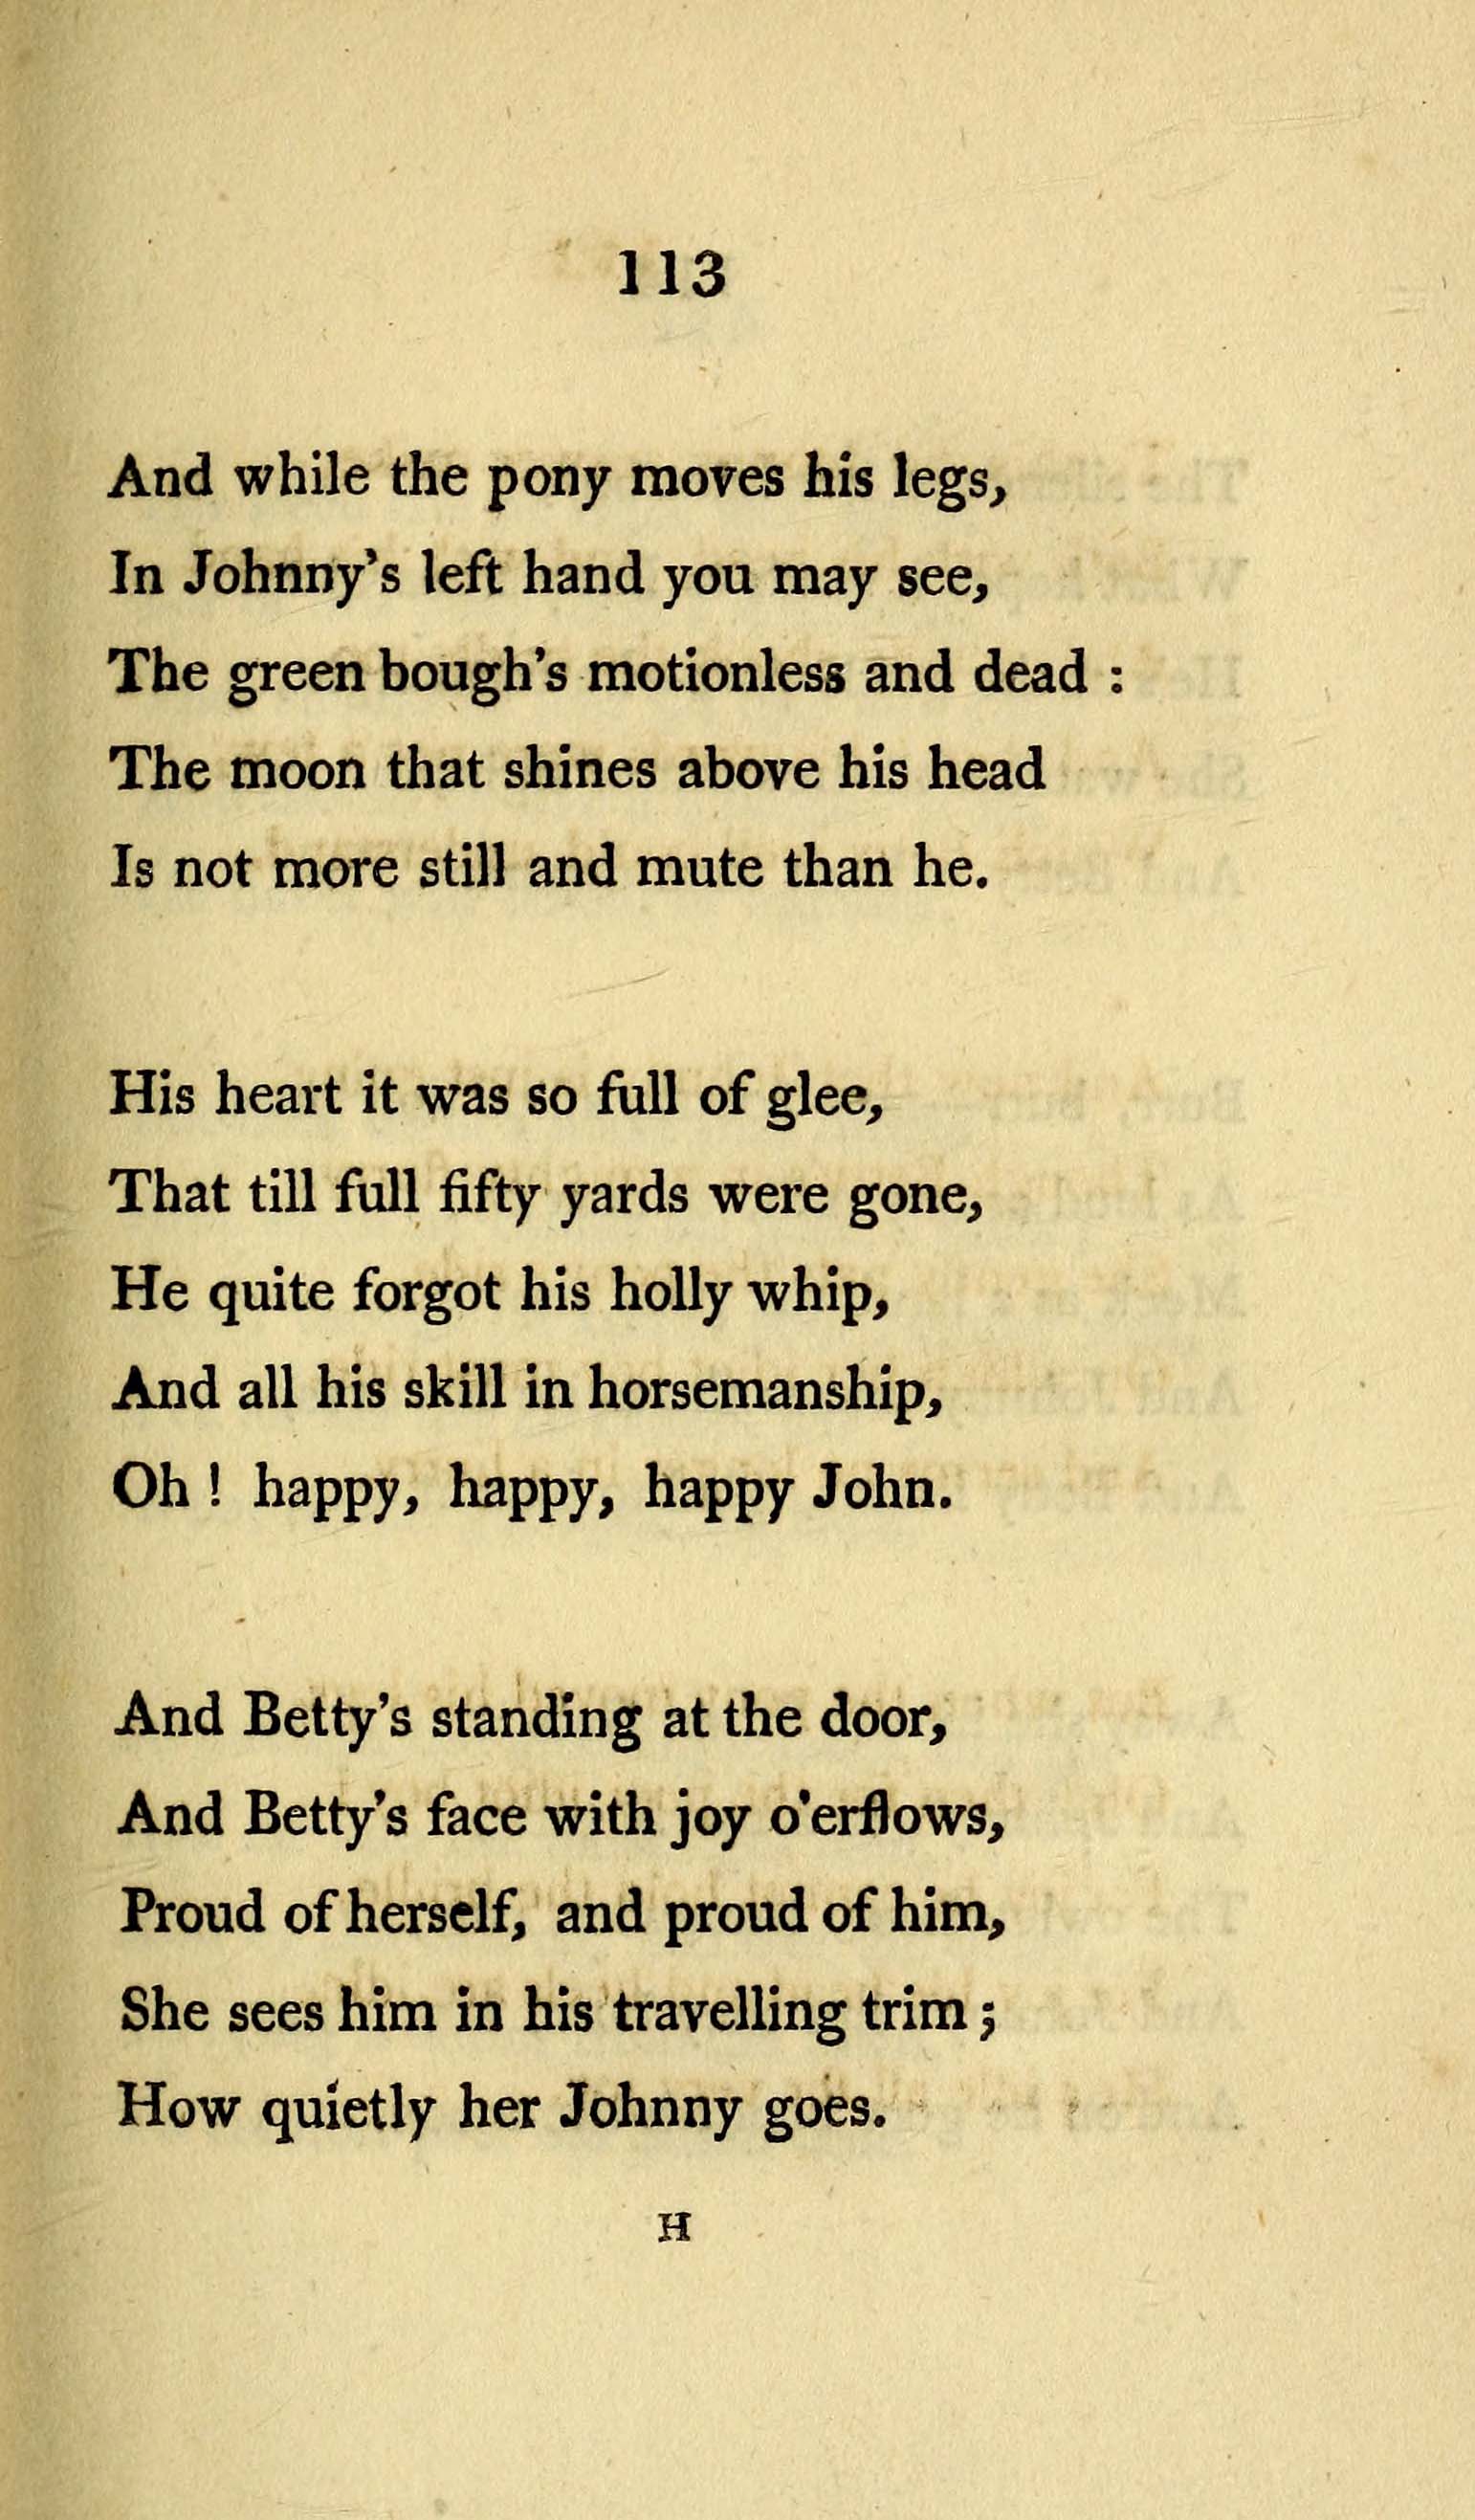 113
And while the pony moves his legs,
In Johnny's left hand you may see,
The green bough's motionless and dead :
The moon that shines above his head
Is not more still and mute than he.
His heart it was so full of glee,
That till full fifty yards were gone,
He quite forgot his holly whip,
And all his skill in horsemanship,
Oh ! happy, happy, happy John.
And Betty's standing at the door,
And Betty's face with joy o'erflows,
Proud of herself, and proud of him,
She sees him in his travelling trim ;
How quietly her Johnny goes.
H